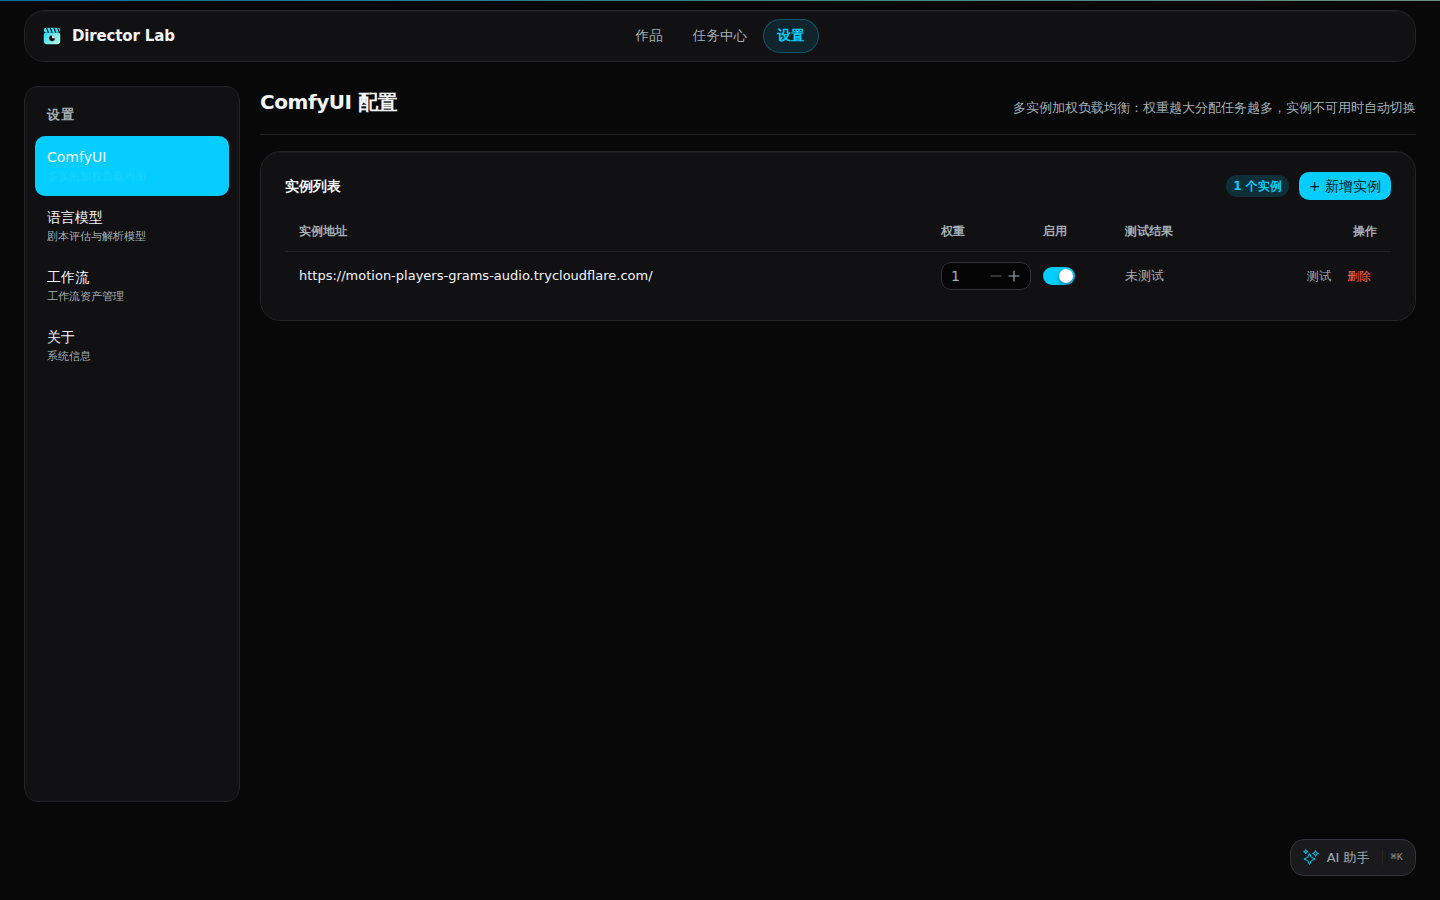 Director Lab
作品
任务中心
设置
设置
ComfyUI
语言模型
剧本评估与解析模型
工作流
工作流资产管理
关于
系统信息
ComfyUI 配置
多实例加权负载均衡：权重越大分配任务越多，实例不可用时自动切换
实例列表
1 个实例
+ 新增实例
实例地址 权重 启用 测试结果 操作
https://motion-players-grams-audio.trycloudflare.com/ 1 未测试 测试 删除
AI 助手 ⌘K